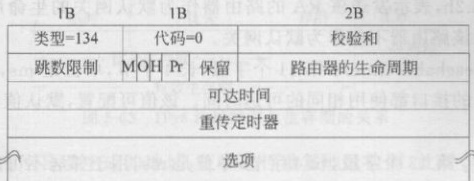 1B 1B 2B
类型=134 代码=0 校验和
跳数限制 M O H Pr 保留 路由器的生命周期
可达时间
重传定时器
选项